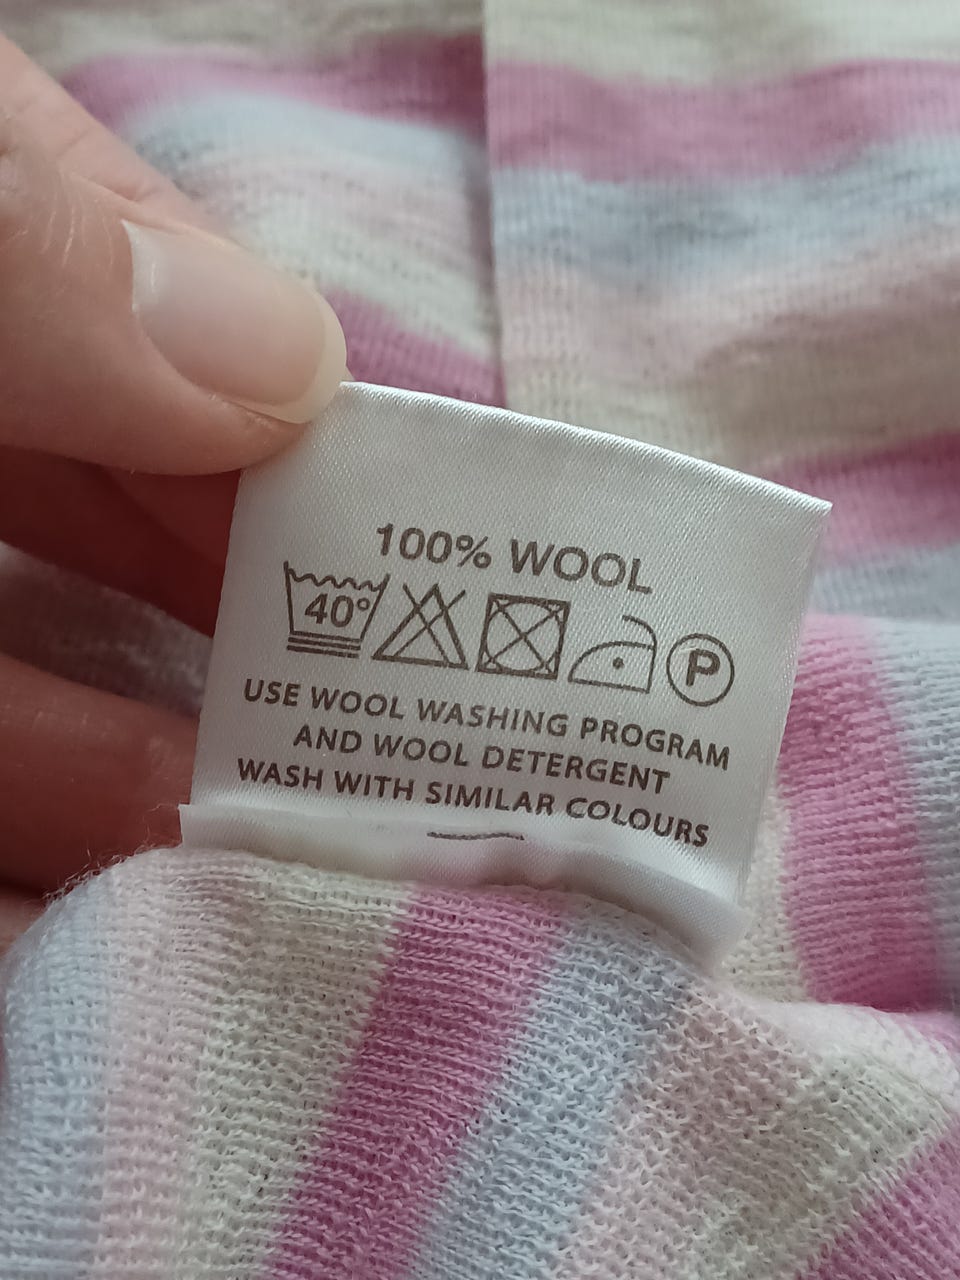 100% WOOL
40° P
USE WOOL WASHING PROGRAM
AND WOOL DETERGENT
WASH WITH SIMILAR COLOURS